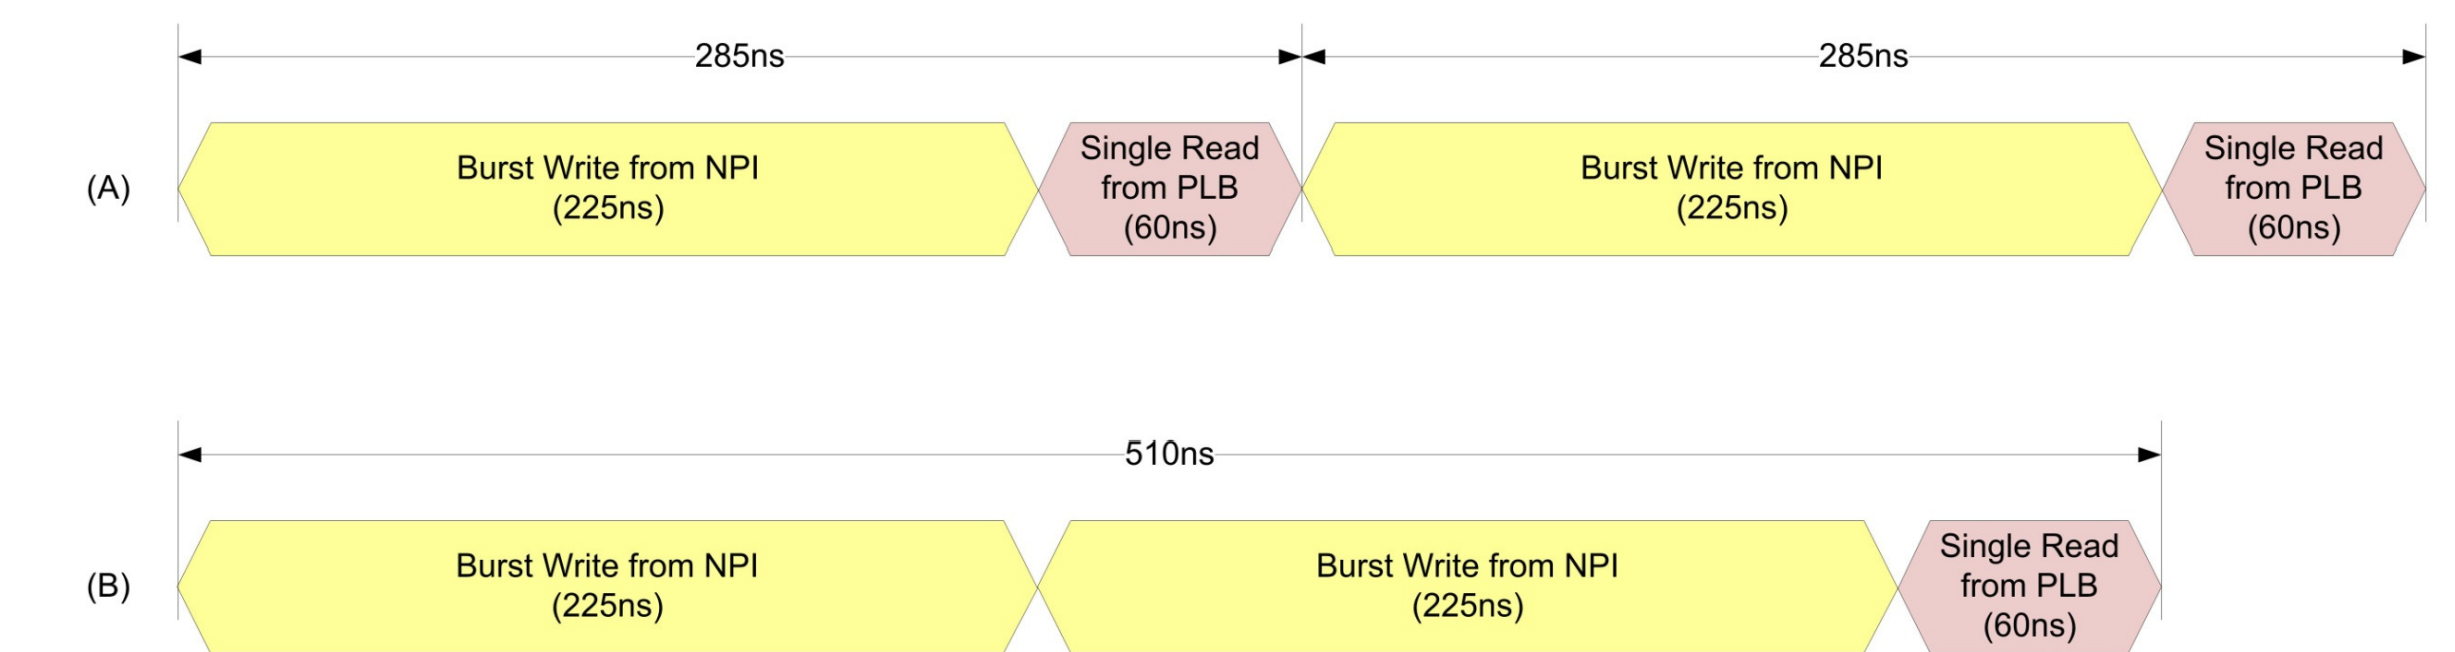 285ns 285ns
(A)
Burst Write from NPI
(225ns)
Single Read
from PLB
(60ns)
Burst Write from NPI
(225ns)
Single Read
from PLB
(60ns)
510ns
(B)
Burst Write from NPI
(225ns)
Burst Write from NPI
(225ns)
Single Read
from PLB
(60ns)